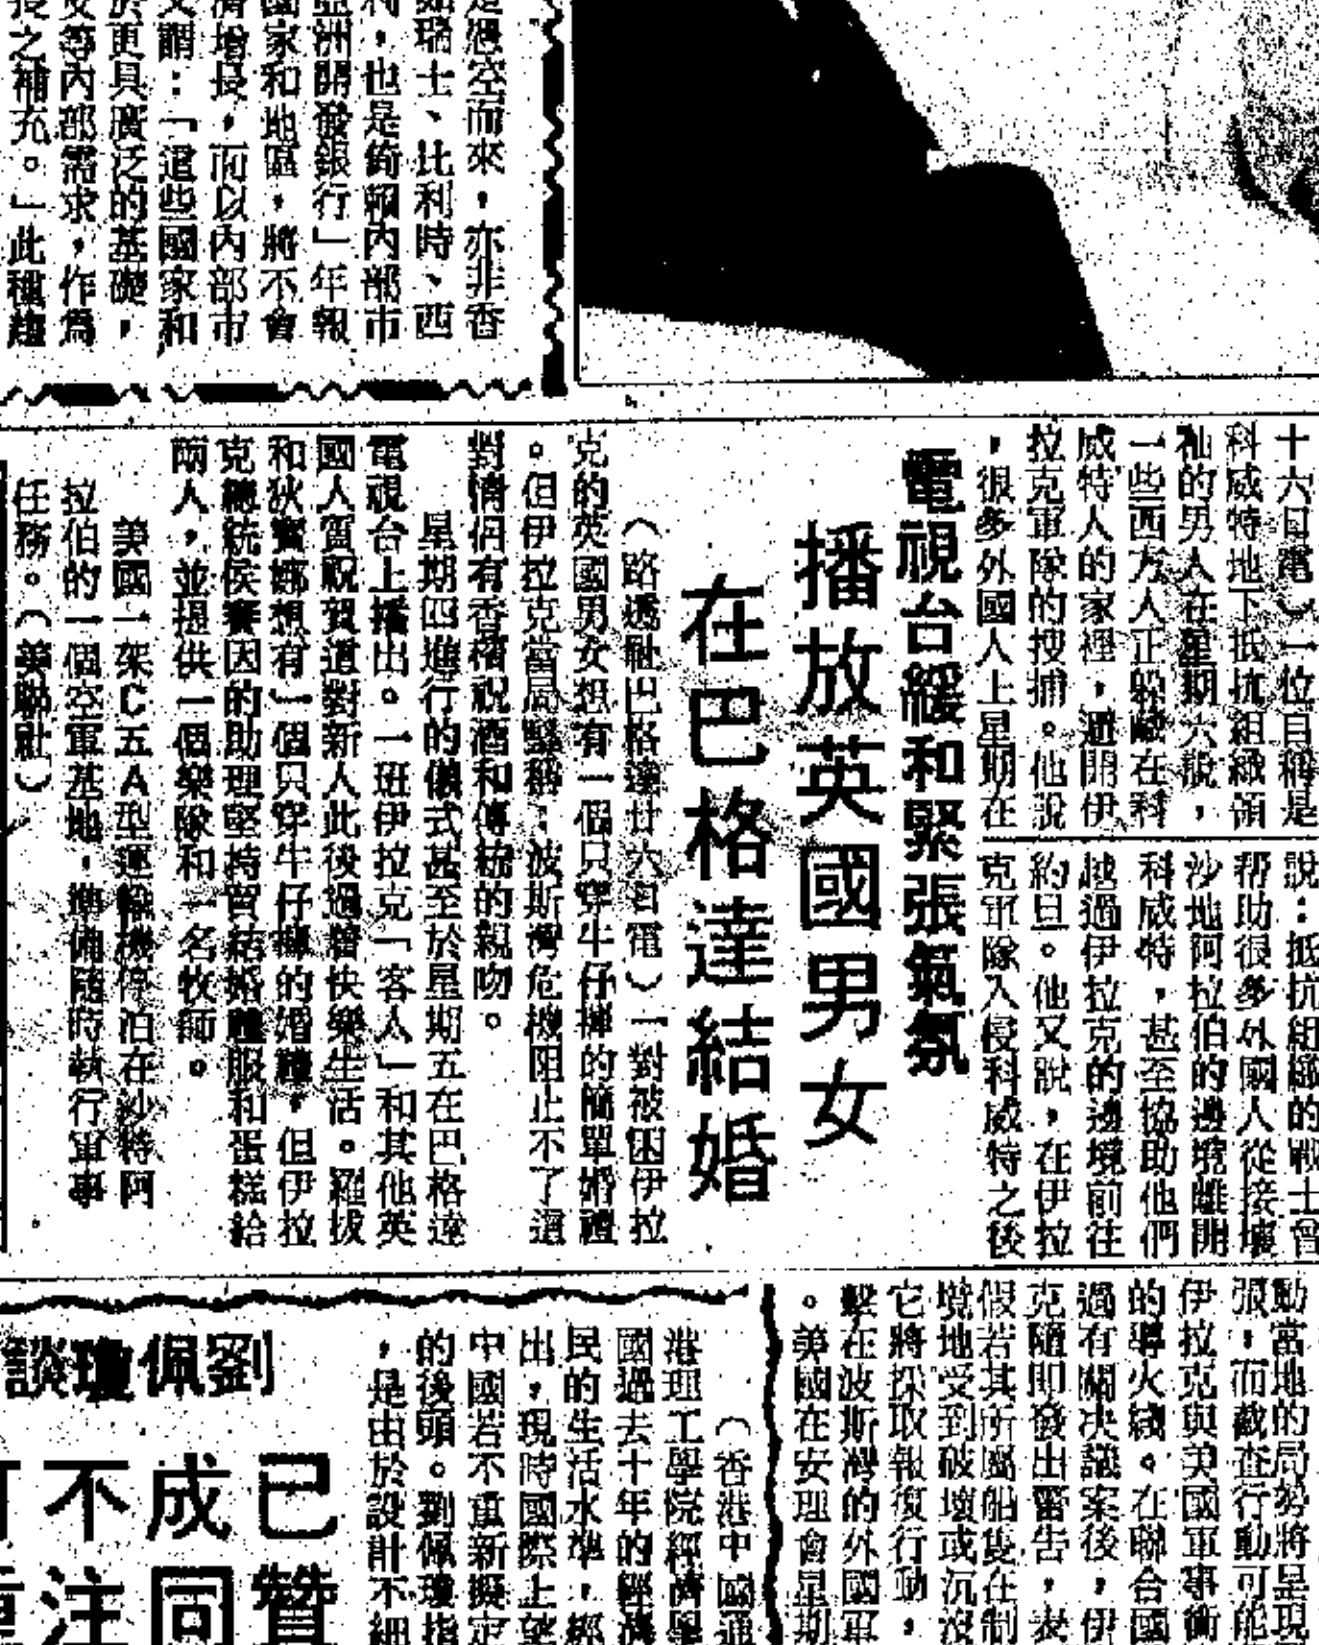 是憑空而來，亦非香
如瑞士、比利時、西
利，也是倚賴內部市
亞洲開發銀行」年報
國家和地區，將不會
濟增長，而以內部市
又謂：「這些國家和
於更具廣泛的基礎，
及等內部需求，作為
長之補充。」此種趨
十六日電）一位自稱是
科威特地下抵抗組織領
袖的男人在星期六說，
一些西方人正躲藏在科
威特人的家裡，避開伊
拉克軍隊的搜捕。他說
，很多外國人上星期在
說：抵抗組織的戰士曾
帮助很多外國人從接壤
沙地阿拉伯的邊境離開
科威特，甚至協助他們
越過伊拉克的邊境前往
約旦。他又說，在伊拉
克軍隊入侵科威特之後
電視台緩和緊張氣氛
播放英國男女
在巴格達結婚
（路透社巴格達廿六日電）一對被困伊拉
克的英國男女想有一個只穿牛仔褲的簡單婚禮
。但伊拉克當局堅稱：波斯灣危機阻止不了這
對情侶有香檳祝酒和傳統的親吻。
星期四進行的儀式甚至於星期五在巴格達
電視台上播出。一班伊拉克「客人」和其他英
國人質祝賀這對新人此後過着快樂生活。羅拔
和狄寶娜想有一個只穿牛仔褲的婚禮，但伊拉
克總統侯賽因的助理堅持買結婚禮服和蛋糕給
兩人，並提供一個樂隊和一名牧師。
美國一架C五A型運輸機停泊在沙特阿
拉伯的一個空軍基地，準備隨時執行軍事
任務。（美聯社）
動當地的局勢將呈現
張，而截查行動可能
伊拉克與美國軍事衝
的導火綫。在聯合國
過有關決議案後，伊
克隨即發出警告，表
假若其所屬船隻在制
境地受到破壞或沉沒
它將採取報復行動，
擊在波斯灣的外國軍
。美國在安理會星期
劉佩瓊談
已贊
成同
不注
（香港中國通
港理工學院經濟學
國過去十年的經濟
民的生活水準，經
出，現時國際上望
中國若不重新擬定
的後頭。劉佩瓊指
，是由於設計不細